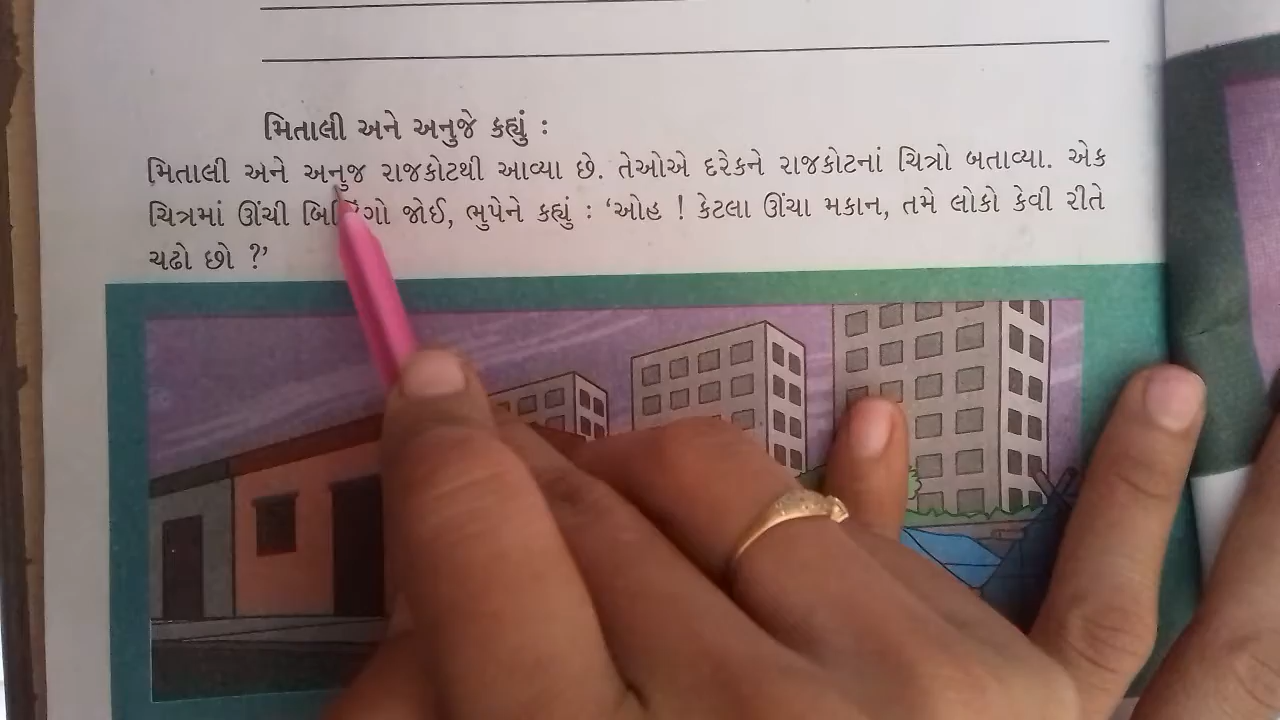 મિતાલી અને અનુજે કહ્યું :
મિતાલી અને અનુજ રાજકોટથી આવ્યા છે. તેઓએ દરેકને રાજકોટનાં ચિત્રો બતાવ્યા. એક
ચિત્રમાં ઊંચી જોઈ, ભુપેને કહ્યું : ‘ઓહ ! કેટલા ઊંચા મકાન, તમે લોકો કેવી રીતે
ચઢો છો ?’